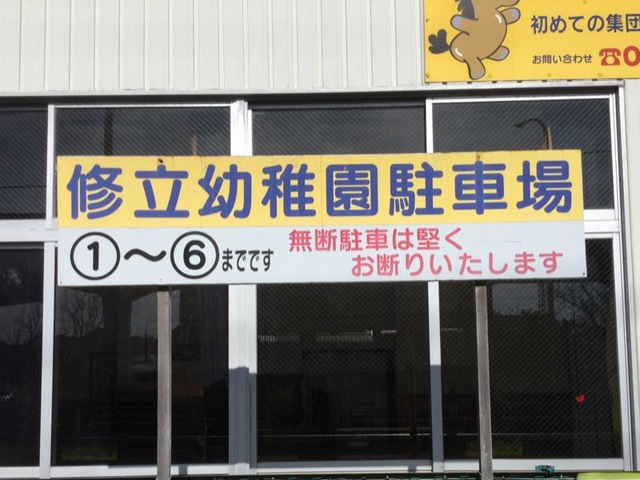 初めての集団
お問い合わせ ☎0
修立幼稚園駐車場
①～⑥までです
無断駐車は堅く
お断りいたします